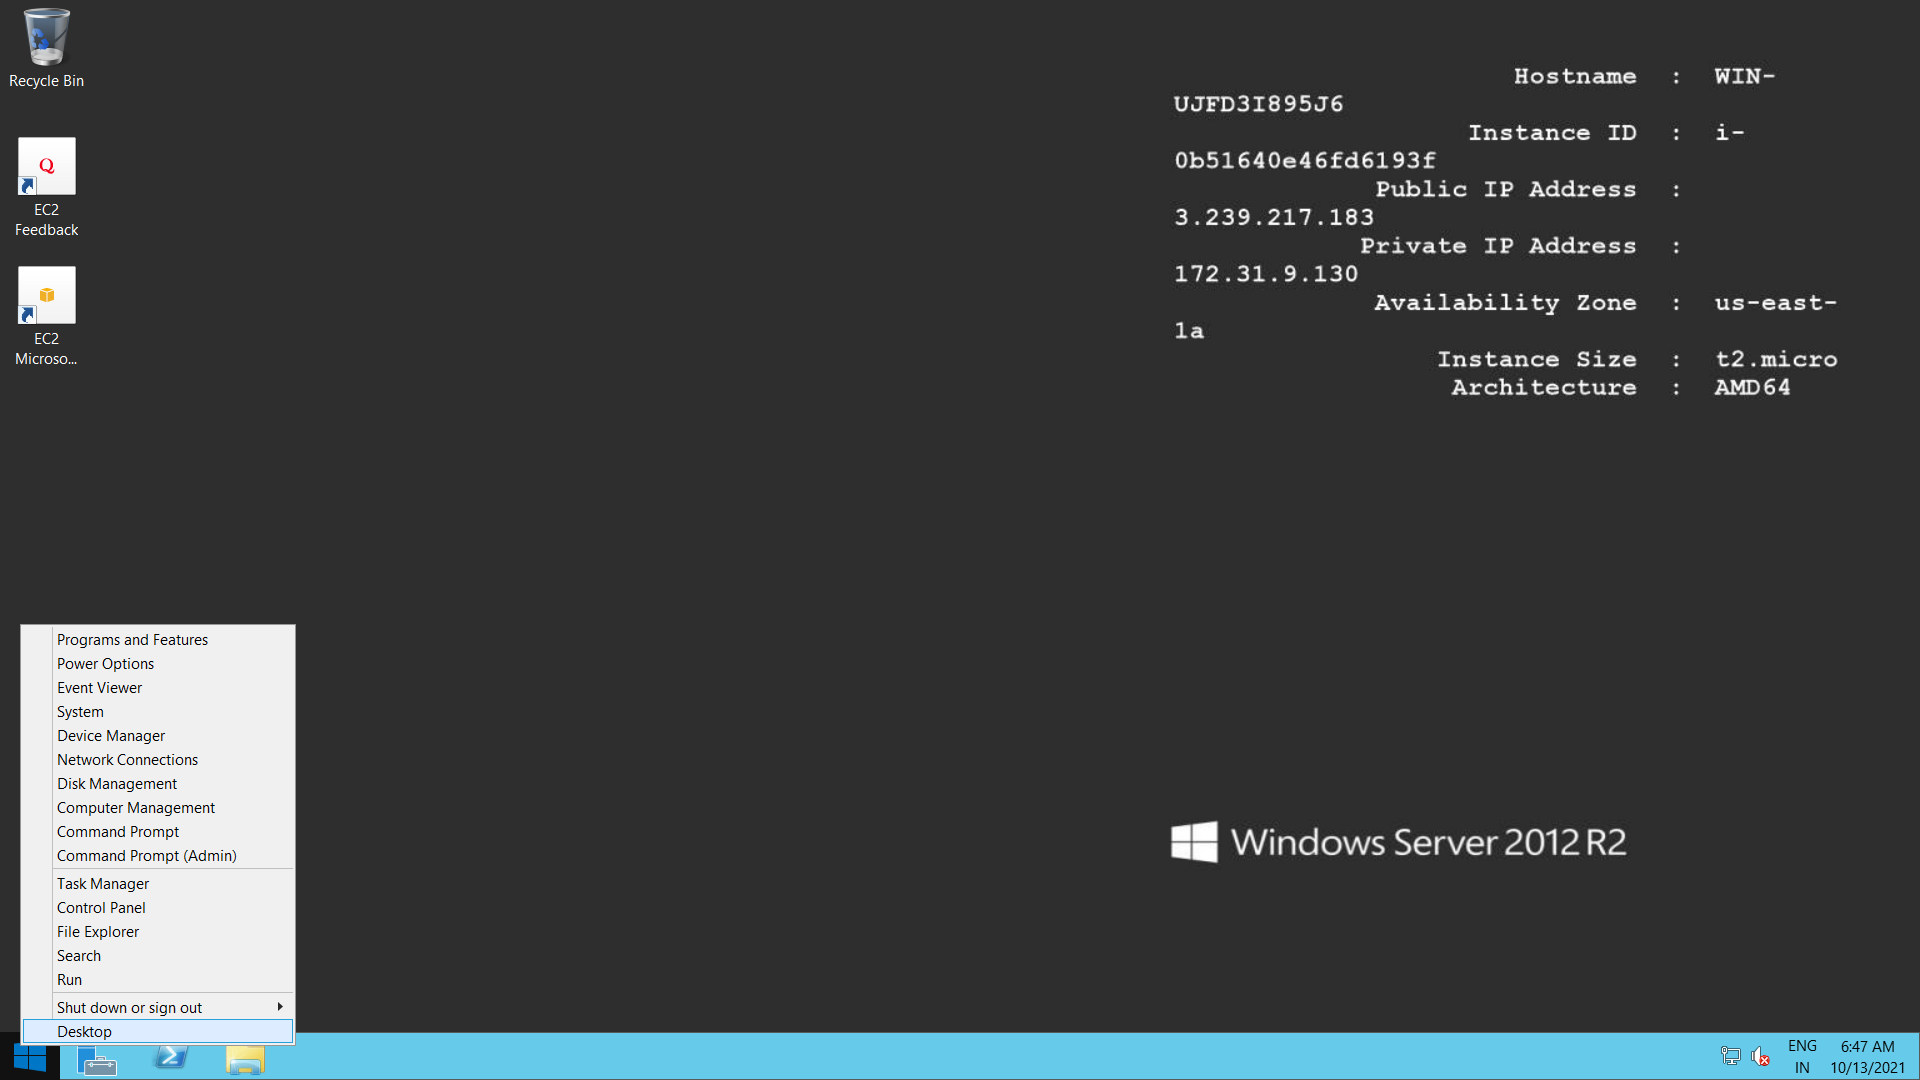 Recycle Bin
Q
EC2
Feedback
EC2
Microso...
Hostname : WIN-
UJFD3I895J6
Instance ID : i-
0b51640e46fd6193f
Public IP Address :
3.239.217.183
Private IP Address :
172.31.9.130
Availability Zone : us-east-
1a
Instance Size : t2.micro
Architecture : AMD64
Windows Server 2012 R2
Programs and Features
Power Options
Event Viewer
System
Device Manager
Network Connections
Disk Management
Computer Management
Command Prompt
Command Prompt (Admin)
Task Manager
Control Panel
File Explorer
Search
Run
Shut down or sign out
Desktop
ENG
IN
6:47 AM
10/13/2021